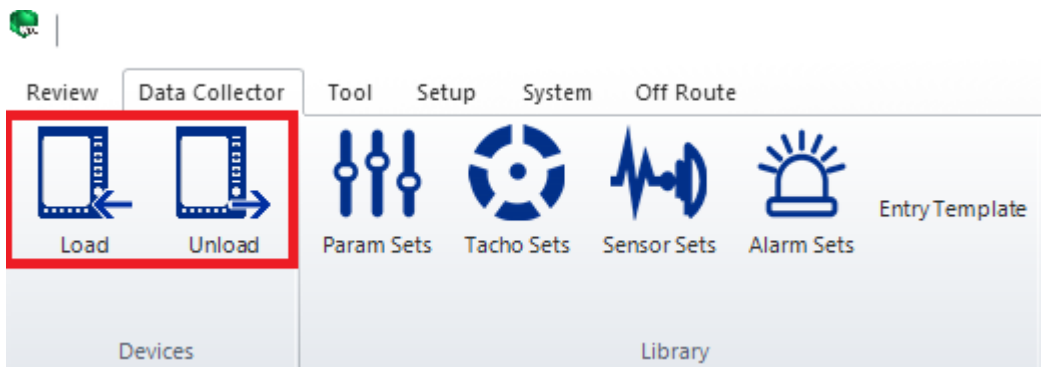 Review Data Collector Tool Setup System Off Route
Load Unload Param Sets Tacho Sets Sensor Sets Alarm Sets Entry Template
Devices Library